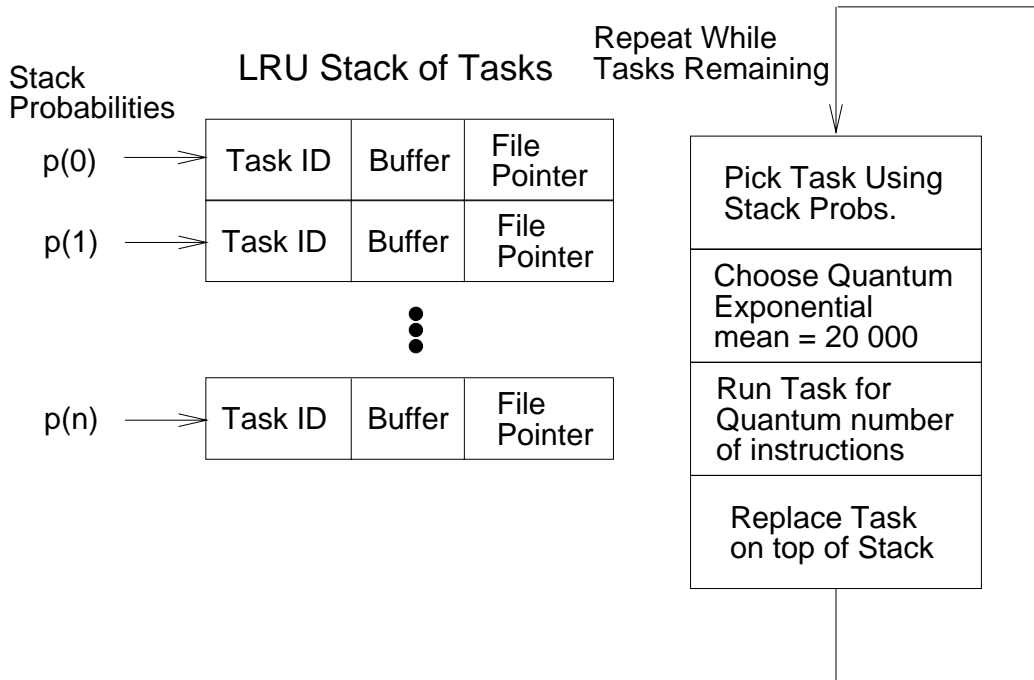 Repeat While
Tasks Remaining
LRU Stack of Tasks
Stack
Probabilities
p(0)
Task ID
Buffer
File
Pointer
p(1)
Task ID
Buffer
File
Pointer
p(n)
Task ID
Buffer
File
Pointer
Pick Task Using
Stack Probs.
Choose Quantum
Exponential
mean = 20 000
Run Task for
Quantum number
of instructions
Replace Task
on top of Stack